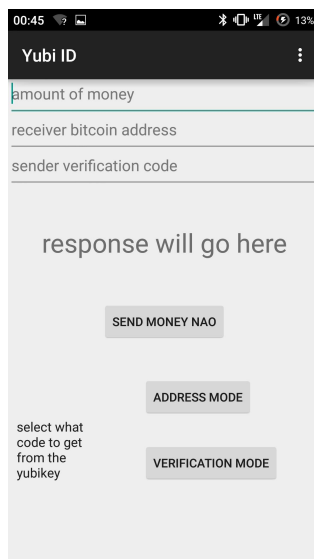 00:45 LTE 13%
Yubi ID
amount of money
receiver bitcoin address
sender verification code
response will go here
SEND MONEY NAO
ADDRESS MODE
select what
code to get
from the
yubikey
VERIFICATION MODE